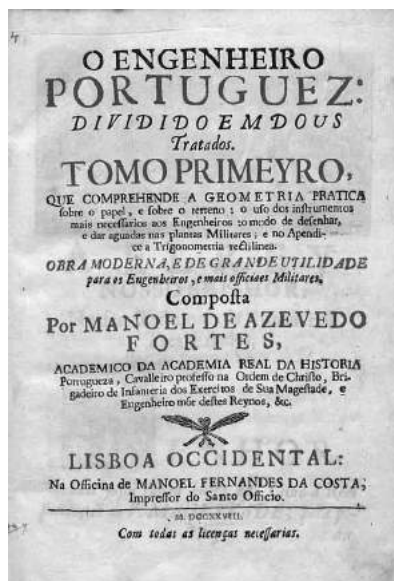 O ENGENHEIRO
PORTUGUEZ:
DIVIDIDO EM DOUS
Tratados.
TOMO PRIMEYRO,
QUE COMPREHENDE A GEOMETRIA PRATICA
sobre o papel, e sobre o terreno: o uso dos instrumentos
mais necessarios aos Engenheiros: o modo de desenhar,
e dar aguadas nas plantas Militares; e no Apendi-
ce a Trigonometria rectilinea.
OBRA MODERNA, E DE GRANDE UTILIDADE
para os Engenheiros, e mais officiaes Militares,
Compoſta
Por MANOEL DE AZEVEDO
FORTES,
ACADEMICO DA ACADEMIA REAL DA HISTORIA
Portugueza, Cavalleiro profeſſo na Ordem de Chriſto, Bri-
gadeiro de Infanteria dos Exercitos de Sua Mageſtade, e
Engenheiro mór deſtes Reynos, &c.
LISBOA OCCIDENTAL:
Na Officina de MANOEL FERNANDES DA COSTA,
Impreſſor do Santo Officio.
M. DCCXXVIII.
Com todas as licenças neceſſarias.